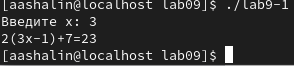 [aashalin@localhost lab09]$ ./lab9-1
Введите x: 3
2(3x-1)+7=23
[aashalin@localhost lab09]$